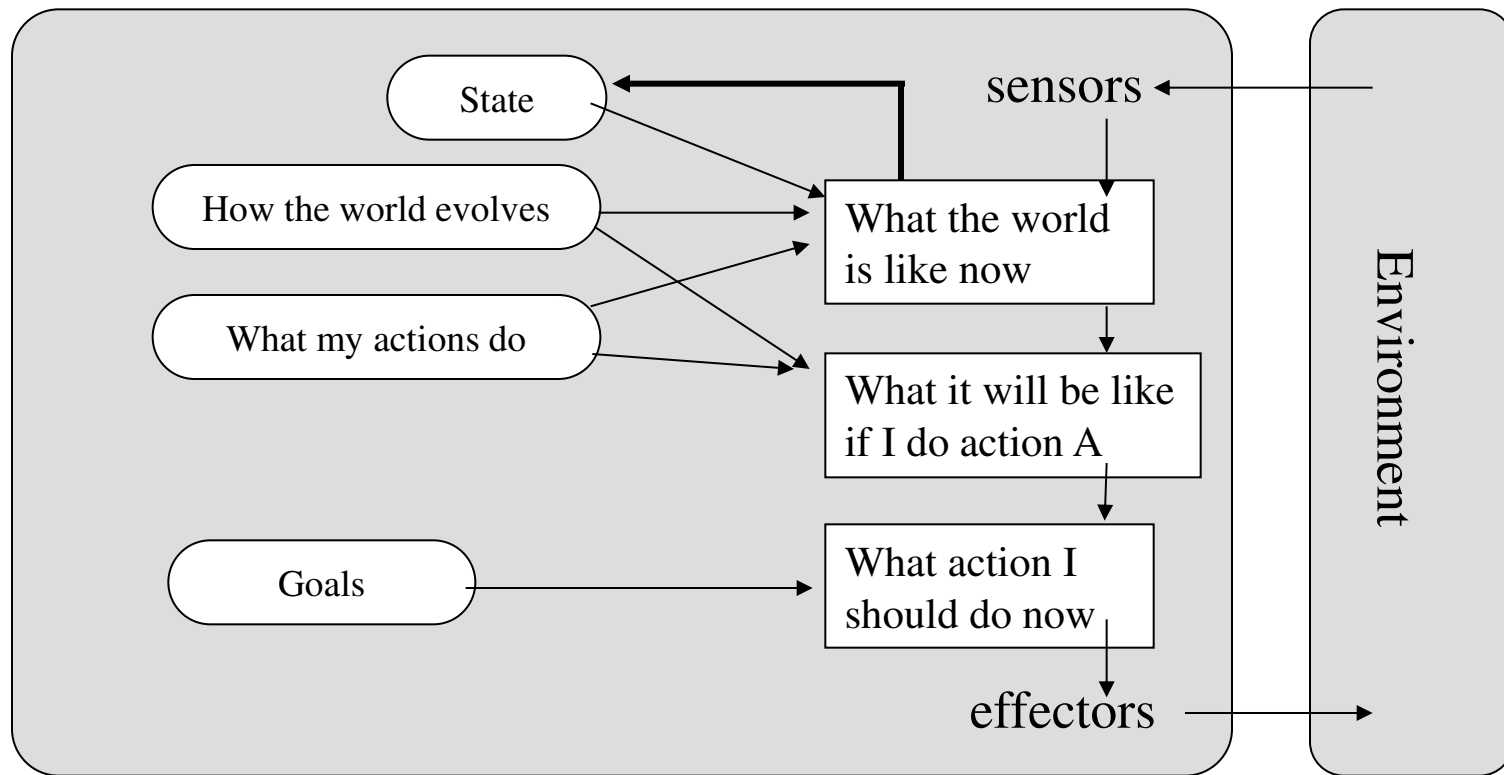 State
sensors
How the world evolves
What the world
is like now
What my actions do
What it will be like
if I do action A
Goals
What action I
should do now
effectors
Environment